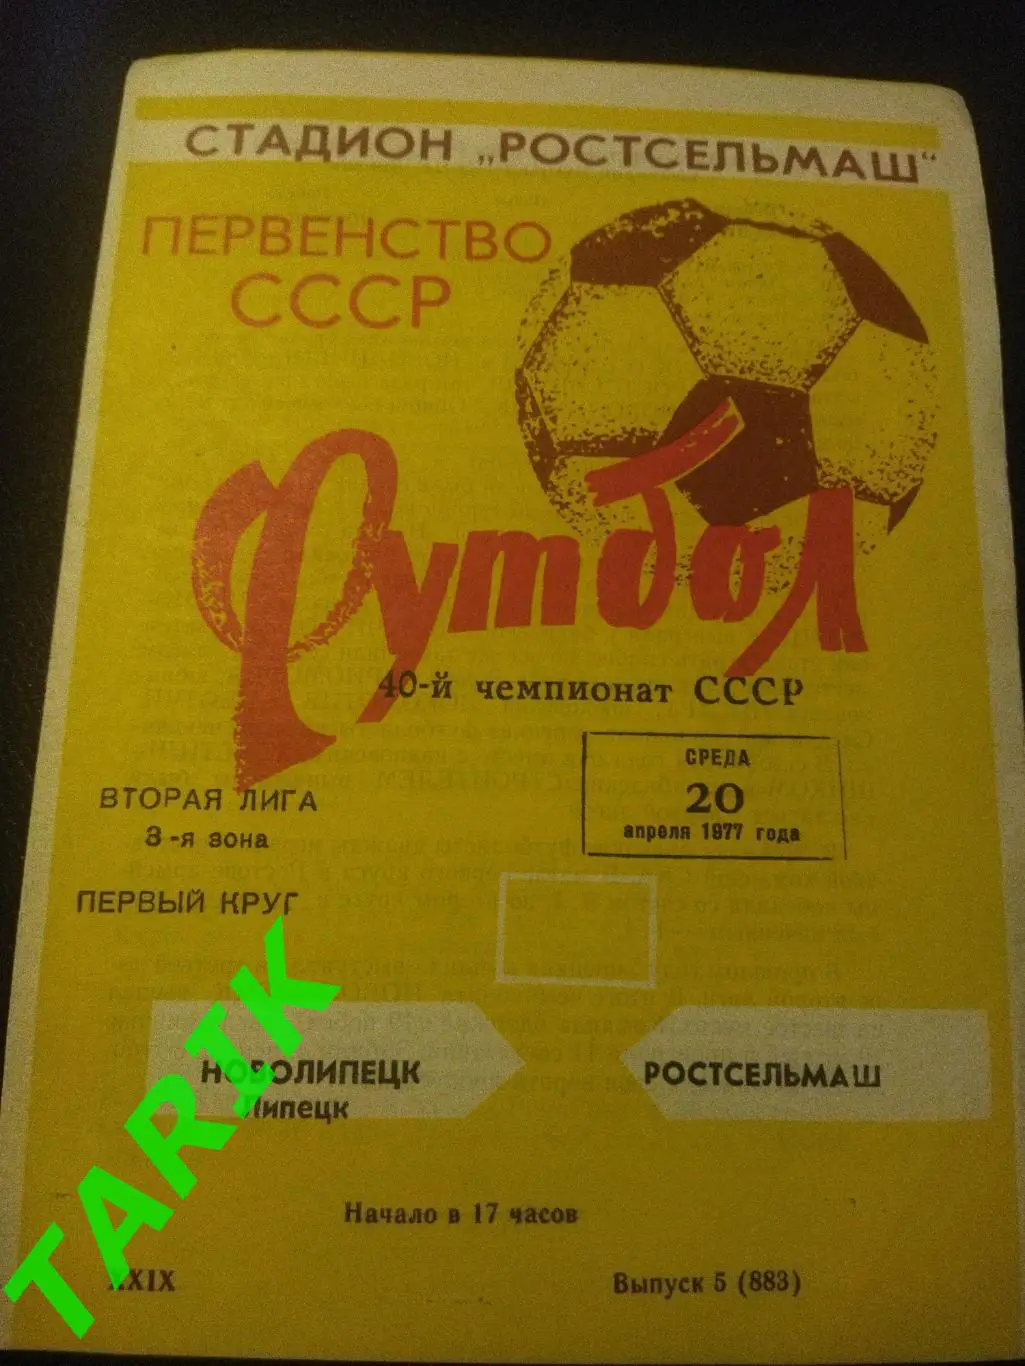 СТАДИОН „РОСТСЕЛЬМАШ“
ПЕРВЕНСТВО
СССР
Футбол
40-й чемпионат СССР
СРЕДА
20
апреля 1977 года
ВТОРАЯ ЛИГА
3-я зона
ПЕРВЫЙ КРУГ
НОВОЛИПЕЦК
Липецк
РОСТСЕЛЬМАШ
Начало в 17 часов
XXIX
Выпуск 5 (883)
TARIK